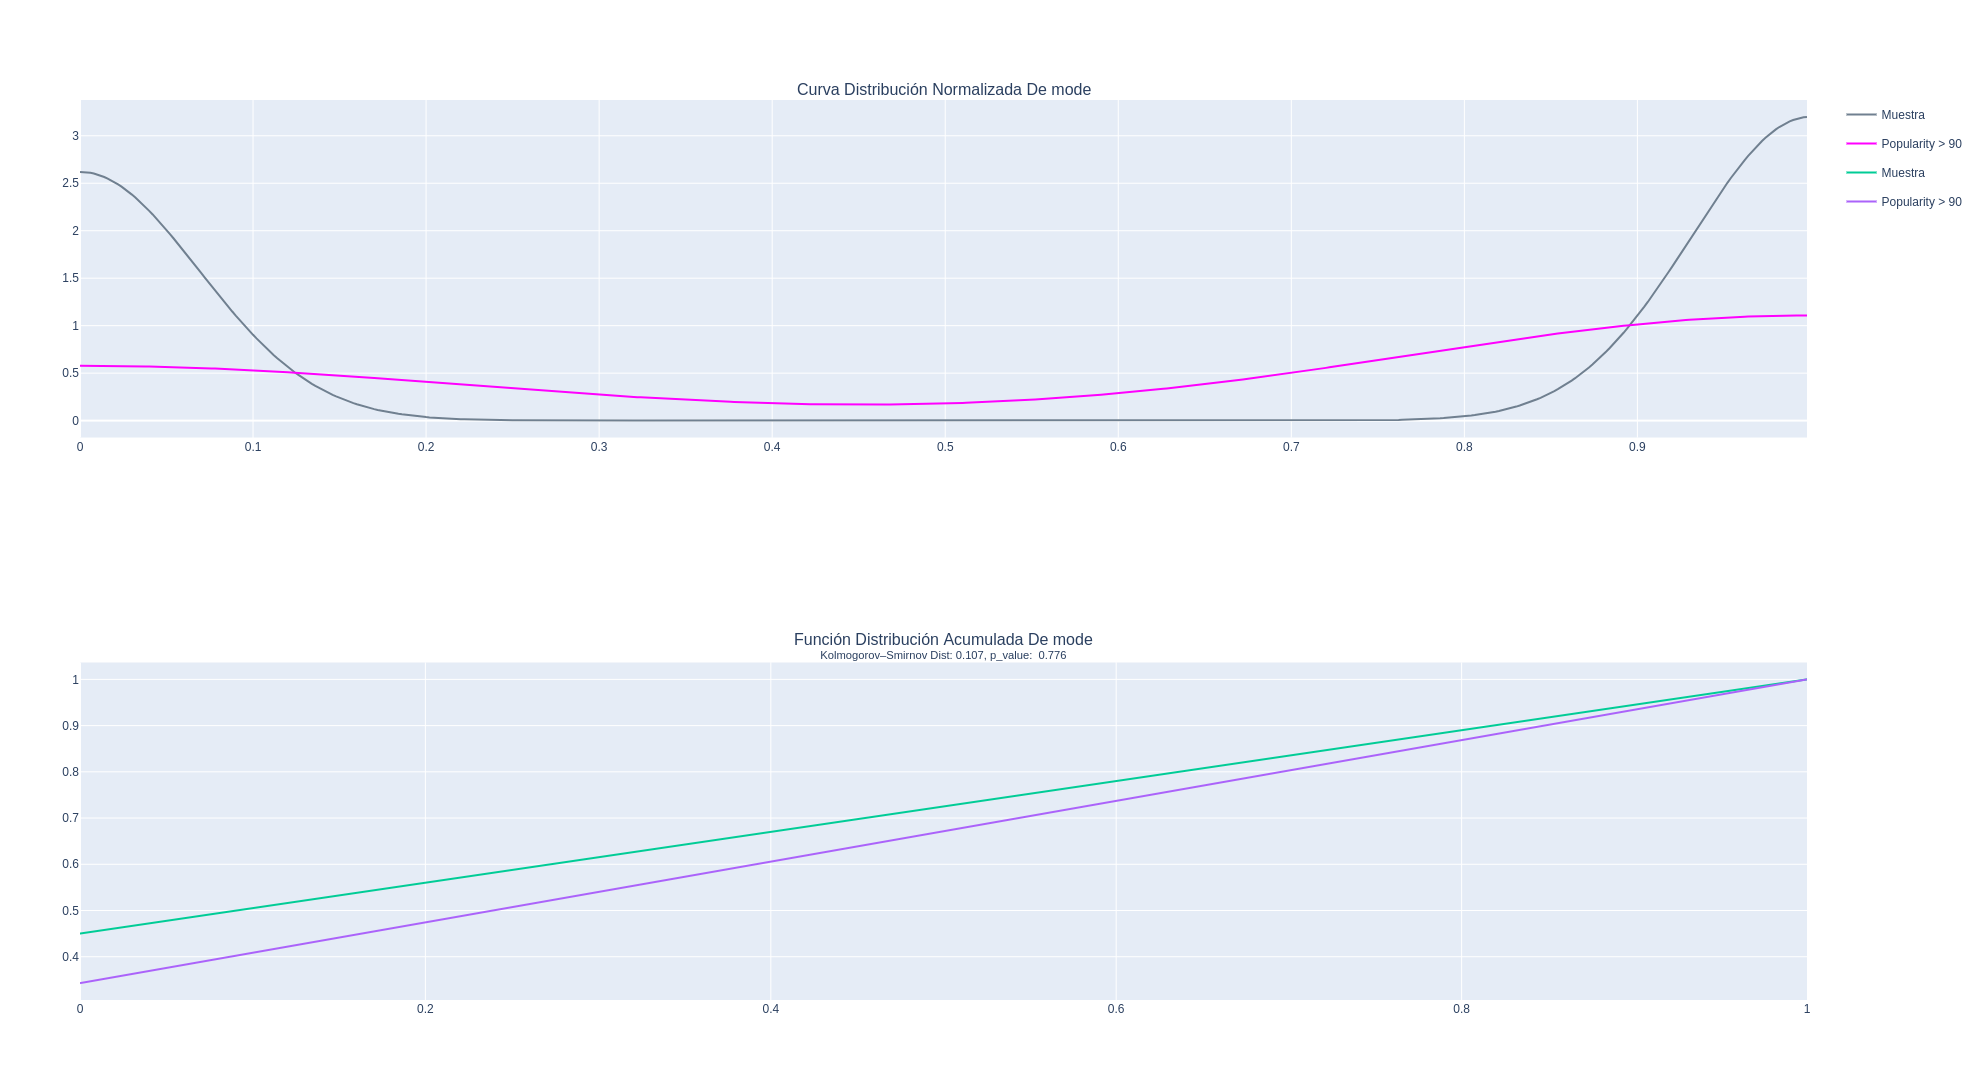 Curva Distribución Normalizada De mode
3
2.5
2
1.5
1
0.5
0
0 0.1 0.2 0.3 0.4 0.5 0.6 0.7 0.8 0.9
Muestra
Popularity > 90
Muestra
Popularity > 90
Función Distribución Acumulada De mode
Kolmogorov–Smirnov Dist: 0.107, p_value: 0.776
1
0.9
0.8
0.7
0.6
0.5
0.4
0 0.2 0.4 0.6 0.8 1